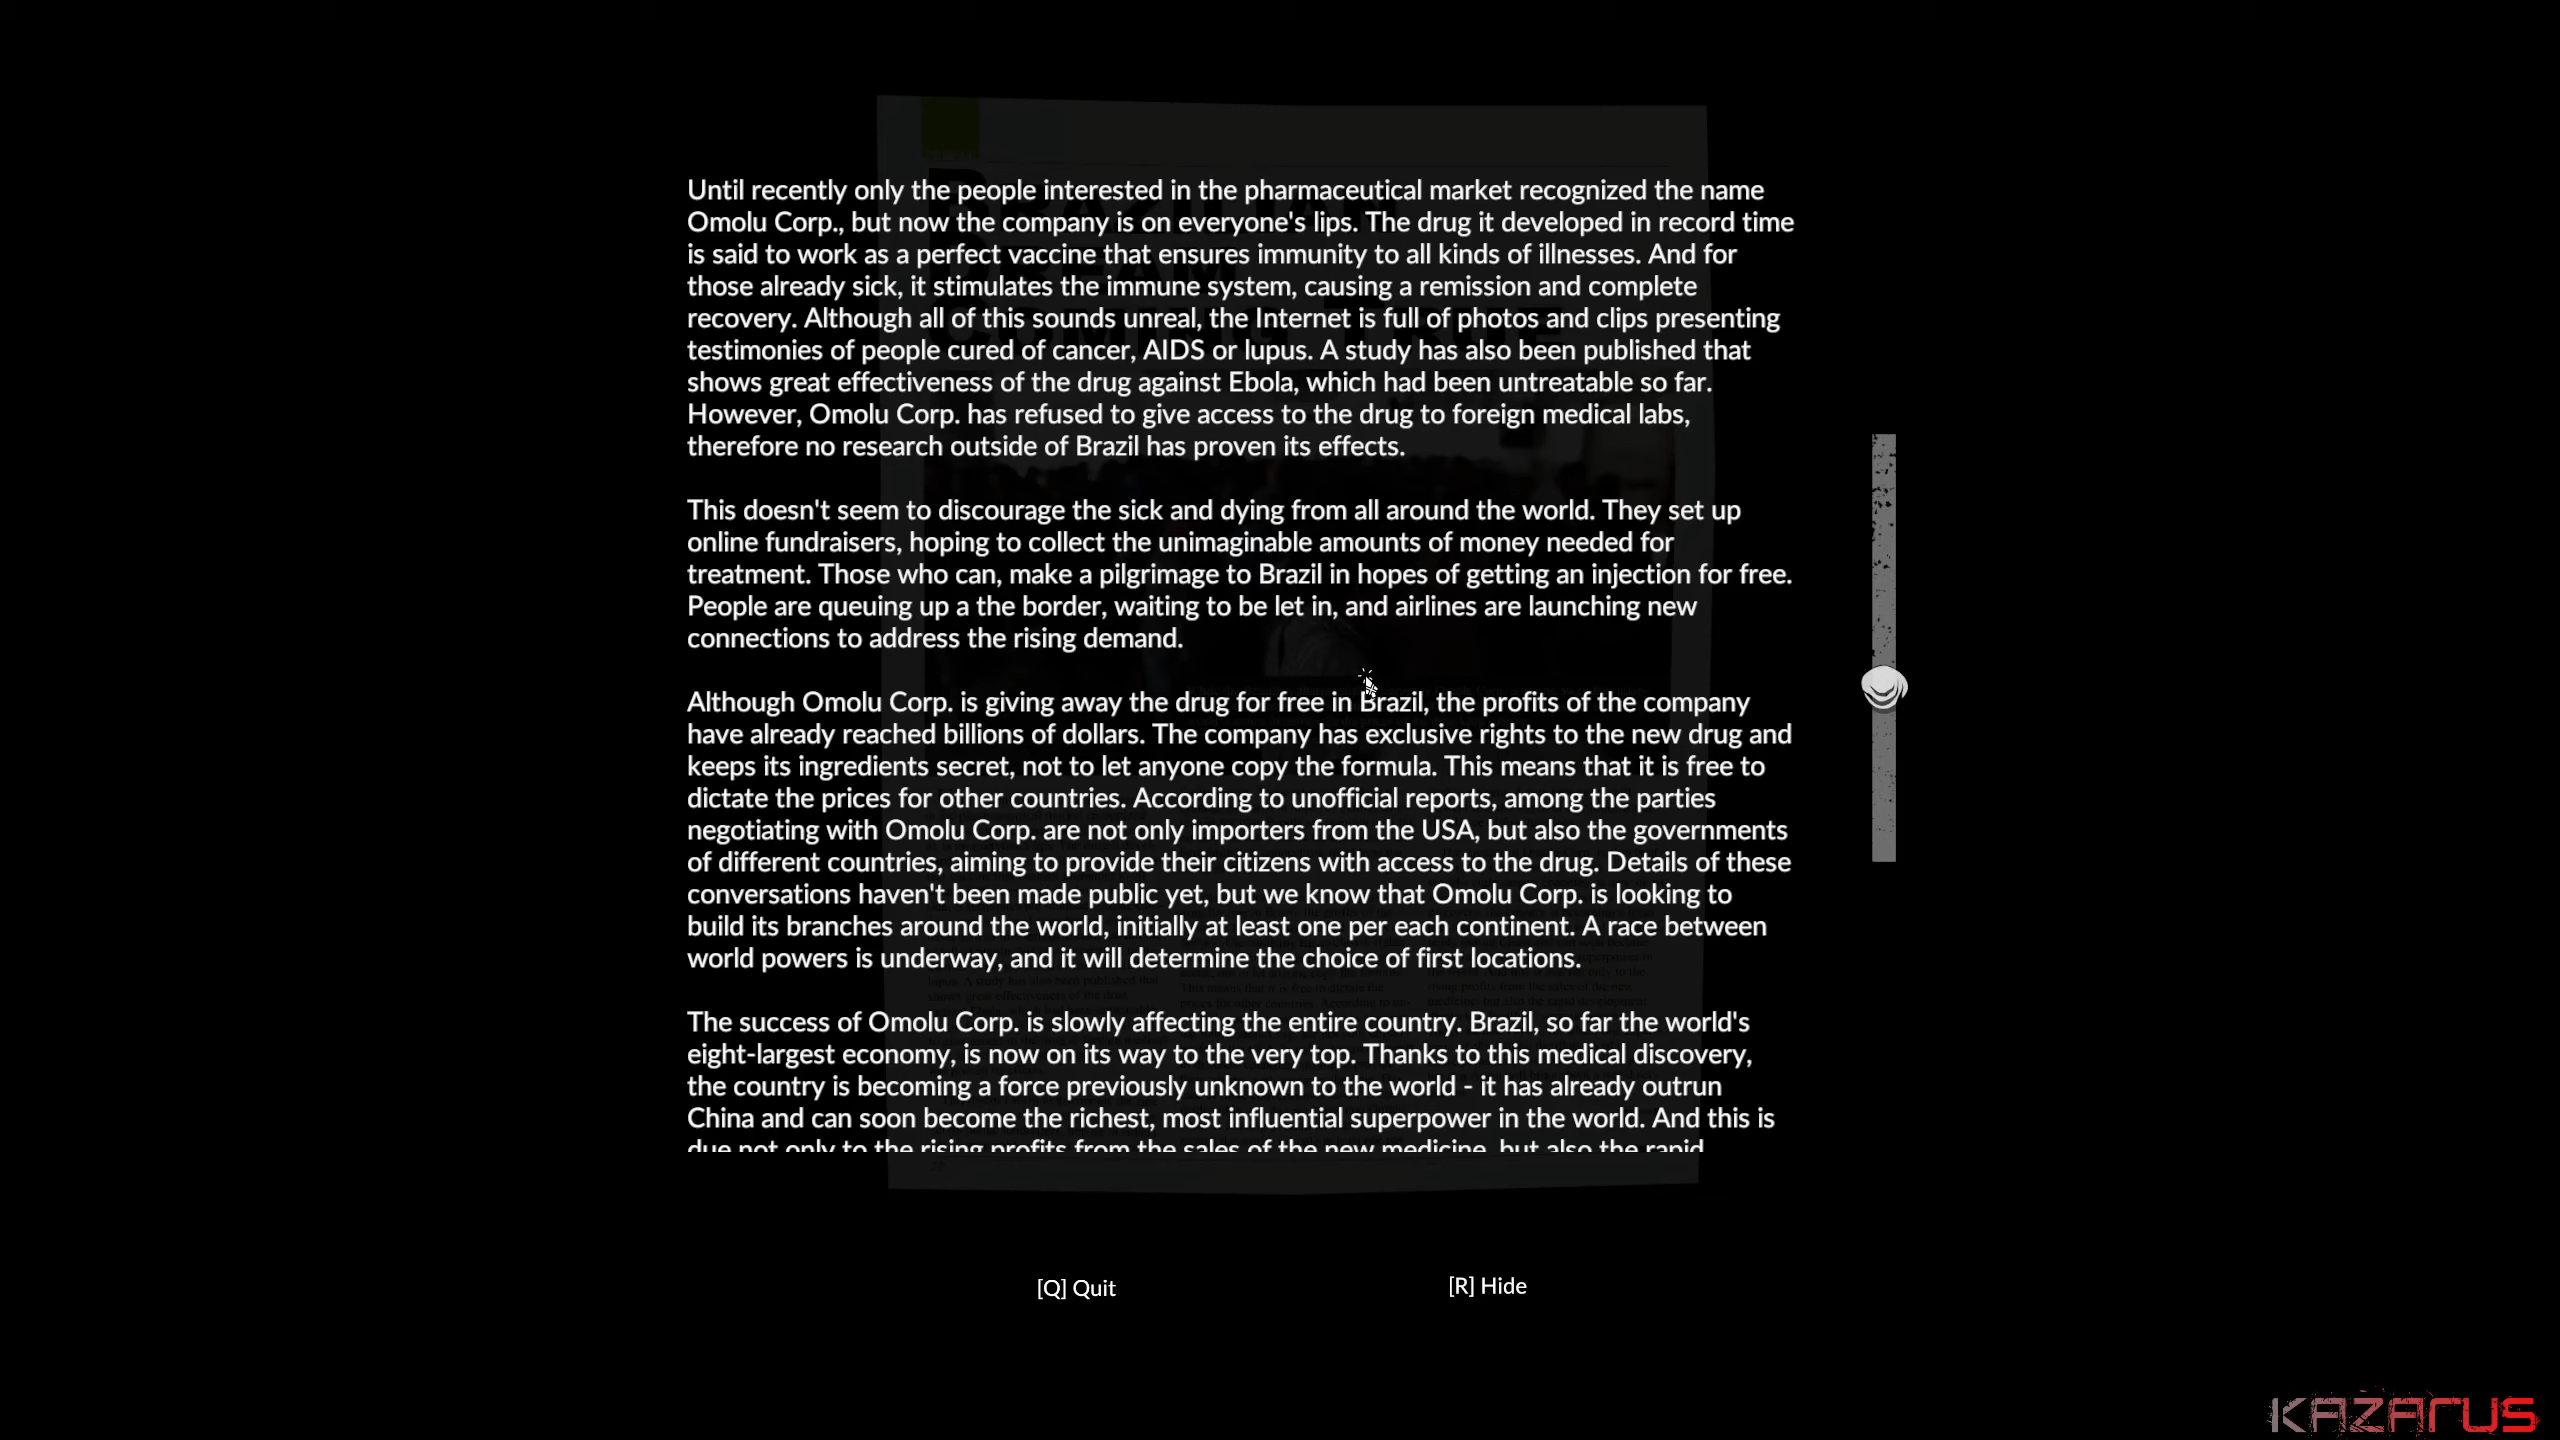 Until recently only the people interested in the pharmaceutical market recognized the name
Omolu Corp., but now the company is on everyone's lips. The drug it developed in record time
is said to work as a perfect vaccine that ensures immunity to all kinds of illnesses. And for
those already sick, it stimulates the immune system, causing a remission and complete
recovery. Although all of this sounds unreal, the Internet is full of photos and clips presenting
testimonies of people cured of cancer, AIDS or lupus. A study has also been published that
shows great effectiveness of the drug against Ebola, which had been untreatable so far.
However, Omolu Corp. has refused to give access to the drug to foreign medical labs,
therefore no research outside of Brazil has proven its effects.
This doesn't seem to discourage the sick and dying from all around the world. They set up
online fundraisers, hoping to collect the unimaginable amounts of money needed for
treatment. Those who can, make a pilgrimage to Brazil in hopes of getting an injection for free.
People are queuing up a the border, waiting to be let in, and airlines are launching new
connections to address the rising demand.
Although Omolu Corp. is giving away the drug for free in Brazil, the profits of the company
have already reached billions of dollars. The company has exclusive rights to the new drug and
keeps its ingredients secret, not to let anyone copy the formula. This means that it is free to
dictate the prices for other countries. According to unofficial reports, among the parties
negotiating with Omolu Corp. are not only importers from the USA, but also the governments
of different countries, aiming to provide their citizens with access to the drug. Details of these
conversations haven't been made public yet, but we know that Omolu Corp. is looking to
build its branches around the world, initially at least one per each continent. A race between
world powers is underway, and it will determine the choice of first locations.
The success of Omolu Corp. is slowly affecting the entire country. Brazil, so far the world's
eight-largest economy, is now on its way to the very top. Thanks to this medical discovery,
the country is becoming a force previously unknown to the world - it has already outrun
China and can soon become the richest, most influential superpower in the world. And this is
due not only to the rising profits from the sales of the new medicine, but also the rapid
[Q] Quit
[R] Hide
KAZARUS